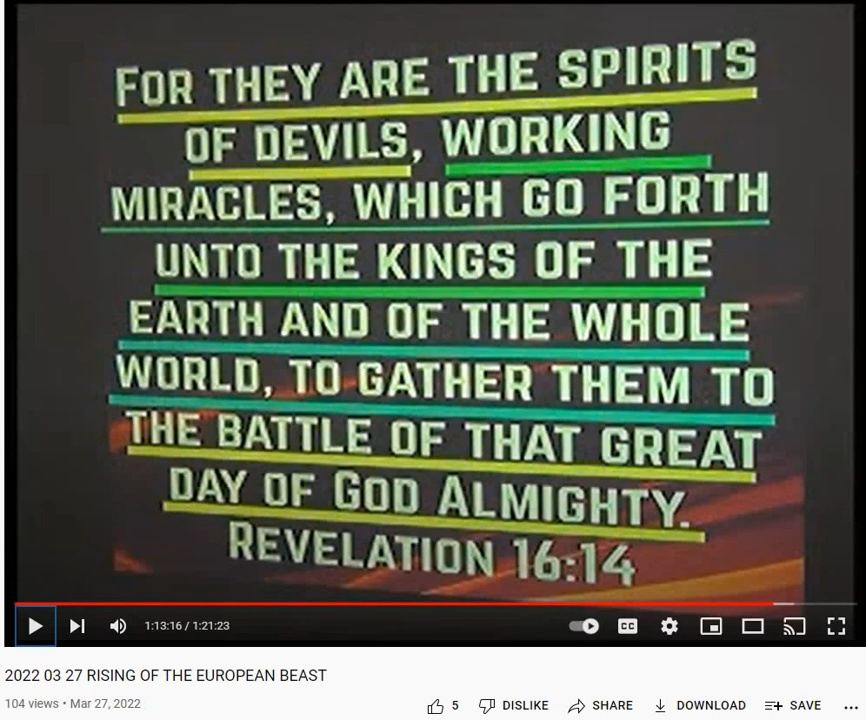 FOR THEY ARE THE SPIRITS
OF DEVILS, WORKING
MIRACLES, WHICH GO FORTH
UNTO THE KINGS OF THE
EARTH AND OF THE WHOLE
WORLD, TO GATHER THEM TO
THE BATTLE OF THAT GREAT
DAY OF GOD ALMIGHTY.
REVELATION 16:14
1:13:16 / 1:21:23
CC
2022 03 27 RISING OF THE EUROPEAN BEAST
104 views • Mar 27, 2022
5 DISLIKE SHARE DOWNLOAD SAVE